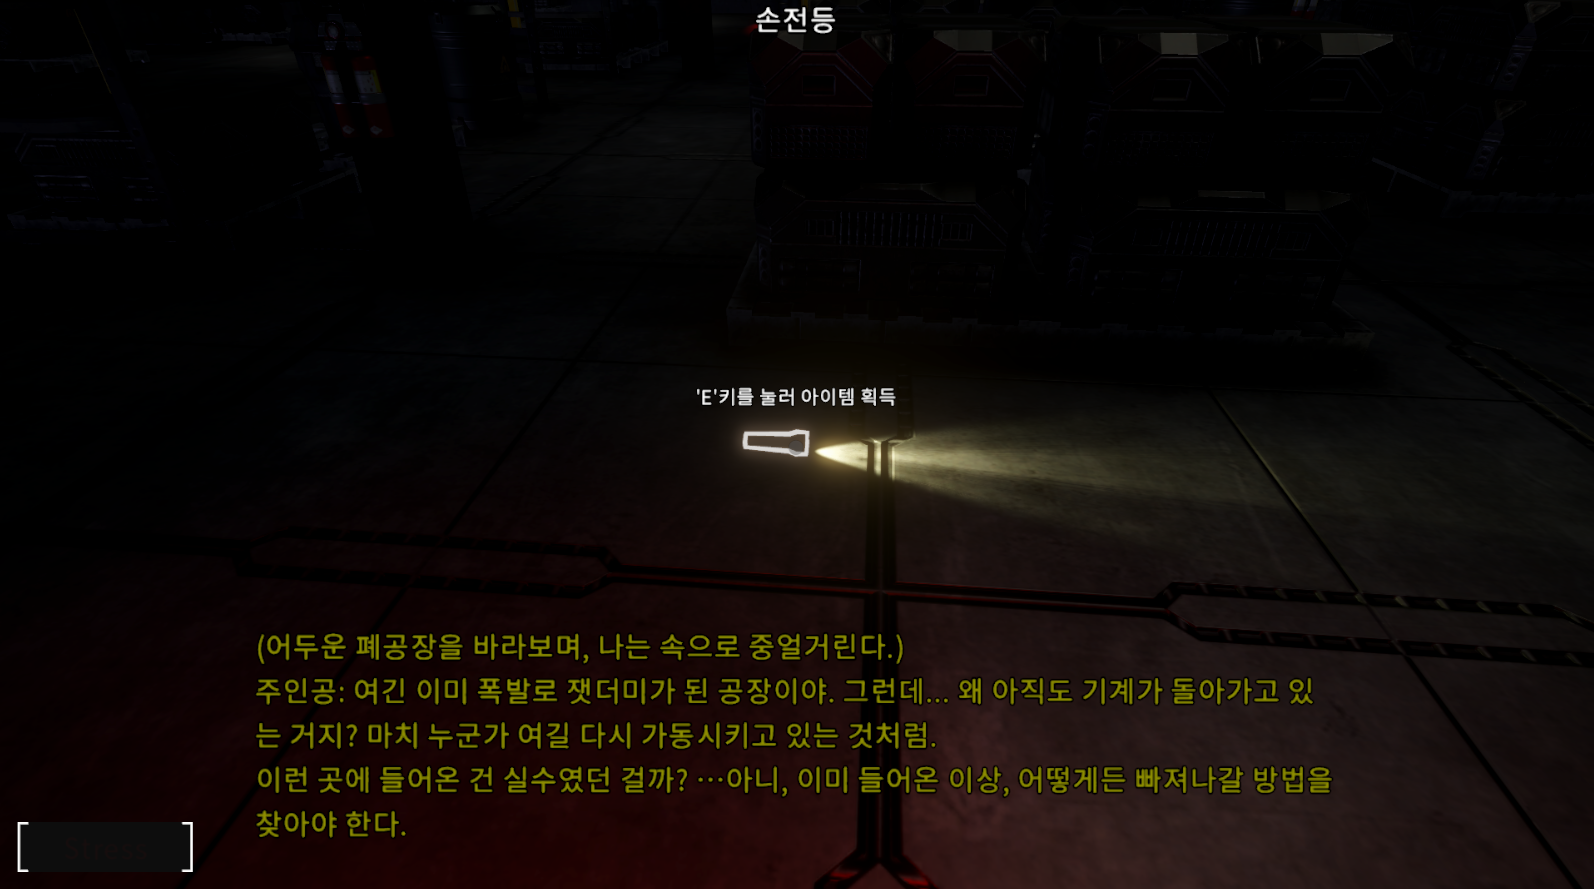 손전등
'E'키를 눌러 아이템 획득
(어두운 폐공장을 바라보며, 나는 속으로 중얼거린다.)
주인공: 여긴 이미 폭발로 잿더미가 된 공장이야. 그런데... 왜 아직도 기계가 돌아가고 있
는 거지? 마치 누군가 여길 다시 가동시키고 있는 것처럼.
이런 곳에 들어온 건 실수였던 걸까? …아니, 이미 들어온 이상, 어떻게든 빠져나갈 방법을
찾아야 한다.